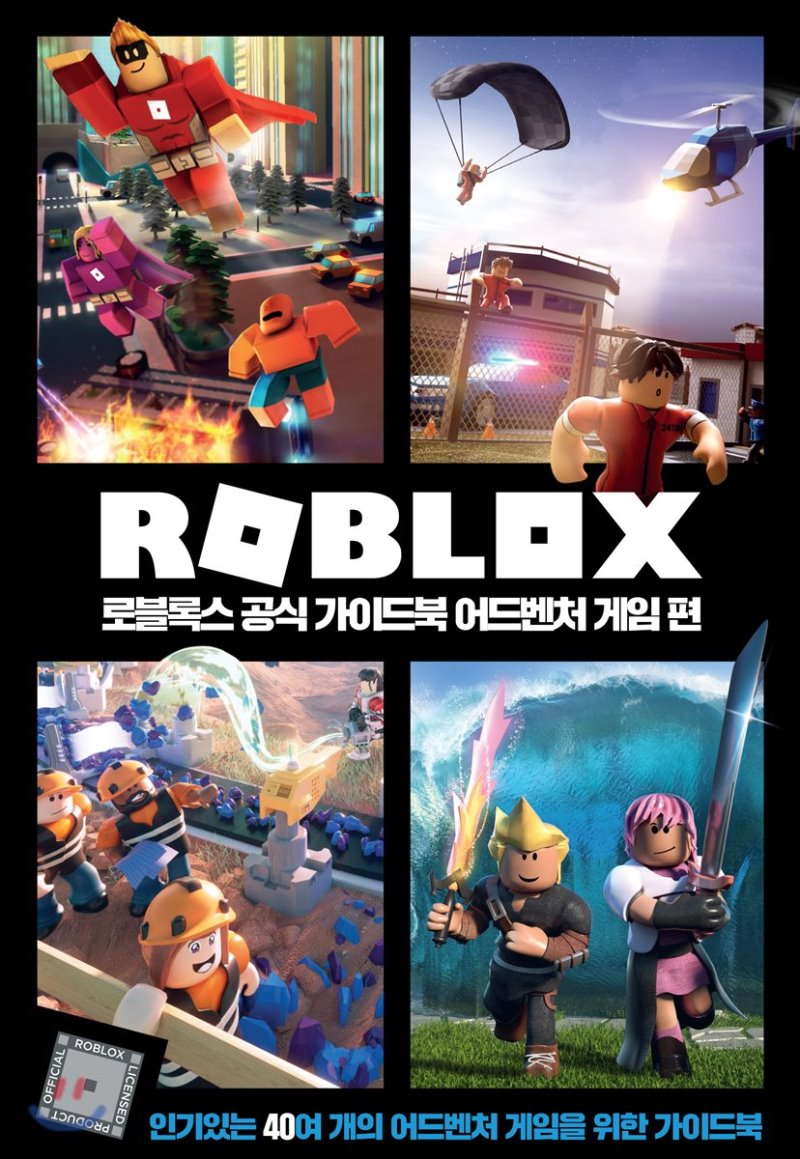 ROBLOX
로블록스 공식 가이드북 어드벤처 게임 편
ROBLOX
LICENSED
PRODUCT
OFFICIAL
인기있는 40여 개의 어드벤처 게임을 위한 가이드북